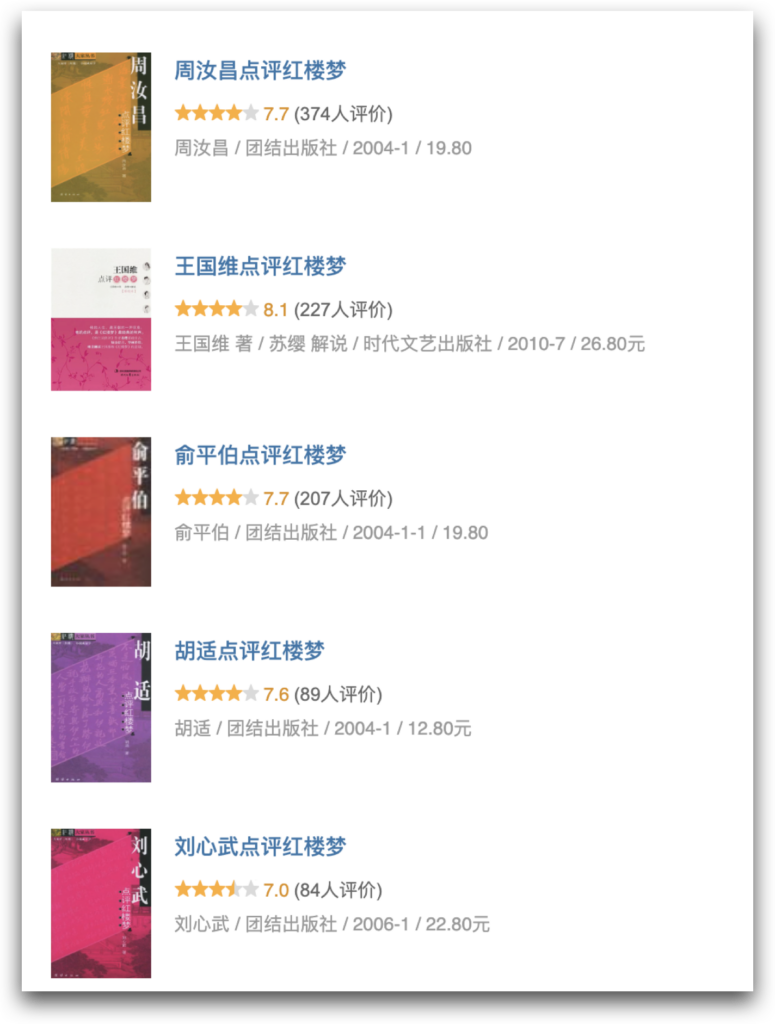 周汝昌
点评红楼梦
周汝昌点评红楼梦
7.7 (374人评价)
周汝昌 / 团结出版社 / 2004-1 / 19.80
王国维
点评红楼梦
王国维点评红楼梦
8.1 (227人评价)
王国维 著 / 苏缨 解说 / 时代文艺出版社 / 2010-7 / 26.80元
俞平伯
点评红楼梦
俞平伯点评红楼梦
7.7 (207人评价)
俞平伯 / 团结出版社 / 2004-1-1 / 19.80
胡适
点评红楼梦
胡适点评红楼梦
7.6 (89人评价)
胡适 / 团结出版社 / 2004-1 / 12.80元
刘心武
点评红楼梦
刘心武点评红楼梦
7.0 (84人评价)
刘心武 / 团结出版社 / 2006-1 / 22.80元